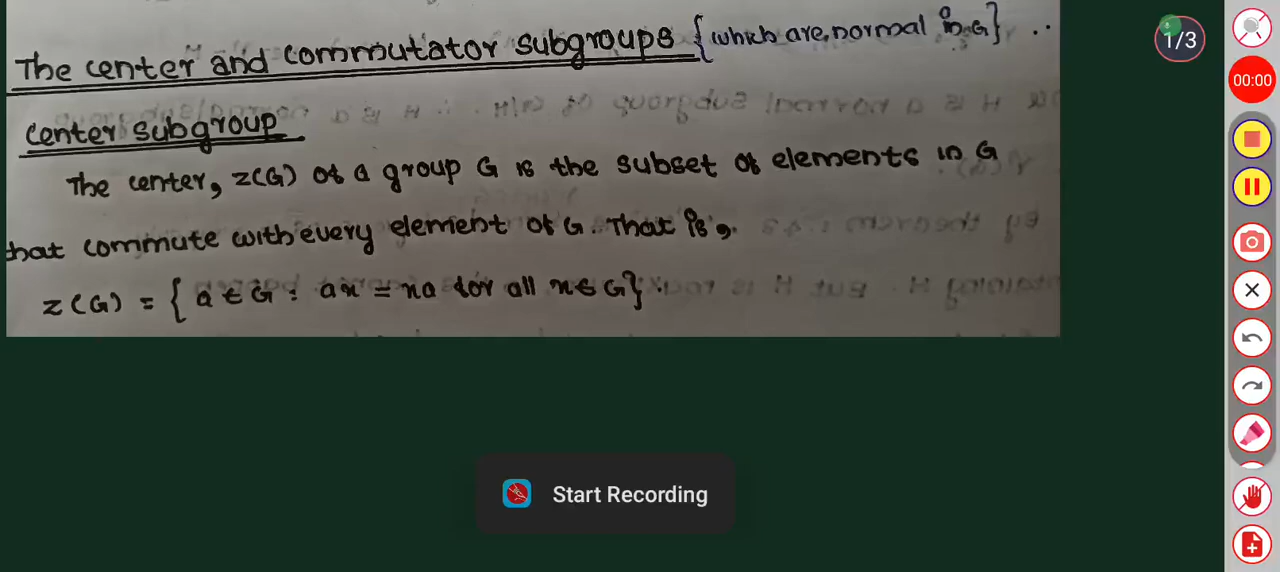 The center and commutator subgroups {which are normal in G} ..
Center subgroup
The center, Z(G) of a group G is the subset of elements in G
that commute with every element of G. That is,
Z(G) = {a ∈ G : ax = xa for all x ∈ G}.
1/3
00:00
Start Recording